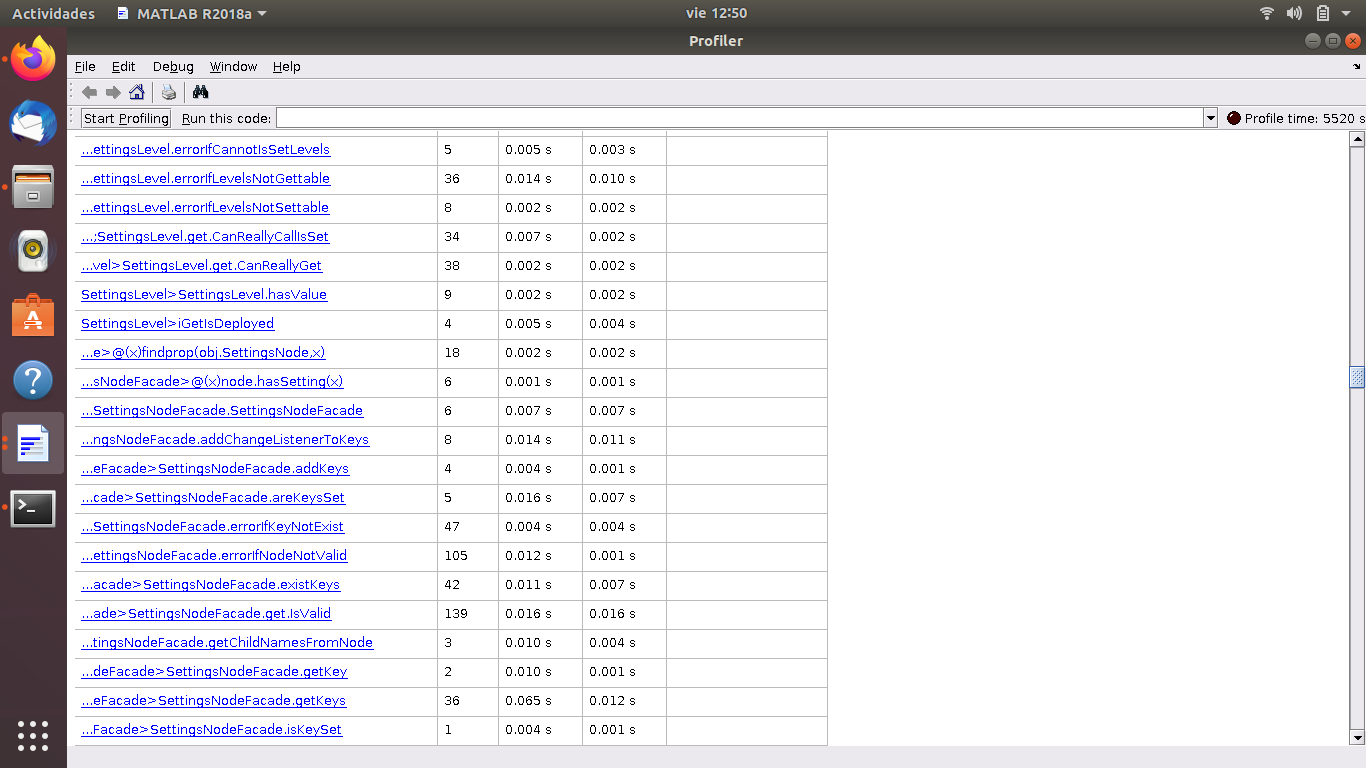 Actividades MATLAB R2018a vie 12:50
Profiler
File Edit Debug Window Help
Start Profiling Run this code: Profile time: 5520 s
...ettingsLevel.errorIfCannotIsSetLevels 5 0.005 s 0.003 s
...ettingsLevel.errorIfLevelsNotGettable 36 0.014 s 0.010 s
...ettingsLevel.errorIfLevelsNotSettable 8 0.002 s 0.002 s
...;SettingsLevel.get.CanReallyCallIsSet 34 0.007 s 0.002 s
...vel>SettingsLevel.get.CanReallyGet 38 0.002 s 0.002 s
SettingsLevel>SettingsLevel.hasValue 9 0.002 s 0.002 s
SettingsLevel>iGetIsDeployed 4 0.005 s 0.004 s
...e>@(x)findprop(obj.SettingsNode,x) 18 0.002 s 0.002 s
...sNodeFacade>@(x)node.hasSetting(x) 6 0.001 s 0.001 s
...SettingsNodeFacade.SettingsNodeFacade 6 0.007 s 0.007 s
...ngsNodeFacade.addChangeListenerToKeys 8 0.014 s 0.011 s
...eFacade>SettingsNodeFacade.addKeys 4 0.004 s 0.001 s
...cade>SettingsNodeFacade.areKeysSet 5 0.016 s 0.007 s
...SettingsNodeFacade.errorIfKeyNotExist 47 0.004 s 0.004 s
...ettingsNodeFacade.errorIfNodeNotValid 105 0.012 s 0.001 s
...acade>SettingsNodeFacade.existKeys 42 0.011 s 0.007 s
...ade>SettingsNodeFacade.get.IsValid 139 0.016 s 0.016 s
...tingsNodeFacade.getChildNamesFromNode 3 0.010 s 0.004 s
...deFacade>SettingsNodeFacade.getKey 2 0.010 s 0.001 s
...eFacade>SettingsNodeFacade.getKeys 36 0.065 s 0.012 s
...Facade>SettingsNodeFacade.isKeySet 1 0.004 s 0.001 s